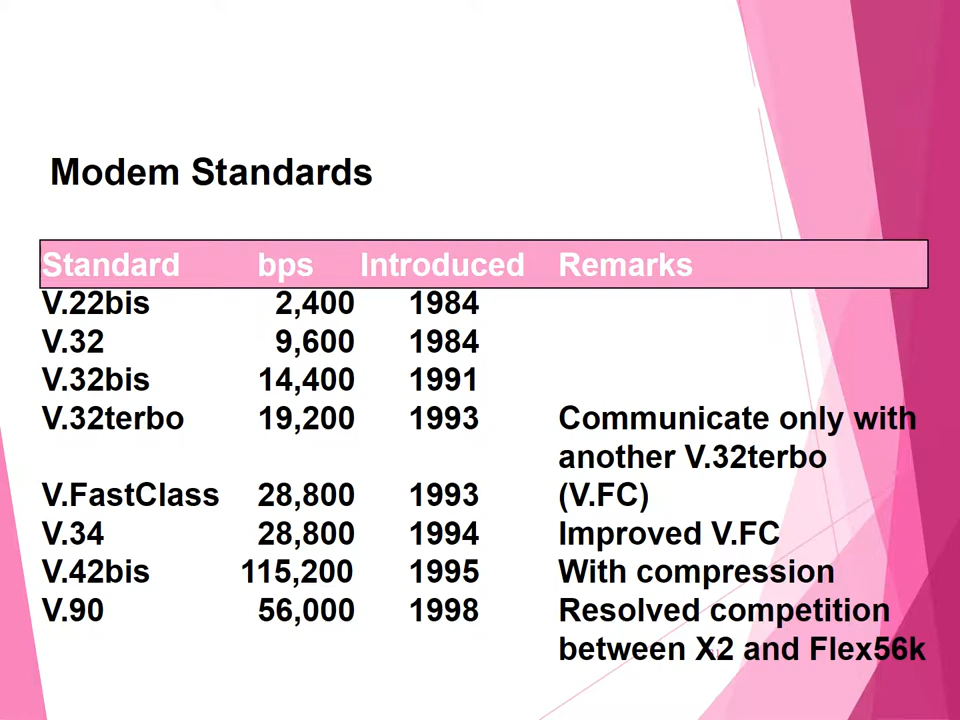 Modem Standards
Standard bps Introduced Remarks
V.22bis 2,400 1984
V.32 9,600 1984
V.32bis 14,400 1991
V.32terbo 19,200 1993 Communicate only with
another V.32terbo
V.FastClass 28,800 1993 (V.FC)
V.34 28,800 1994 Improved V.FC
V.42bis 115,200 1995 With compression
V.90 56,000 1998 Resolved competition
between X2 and Flex56k